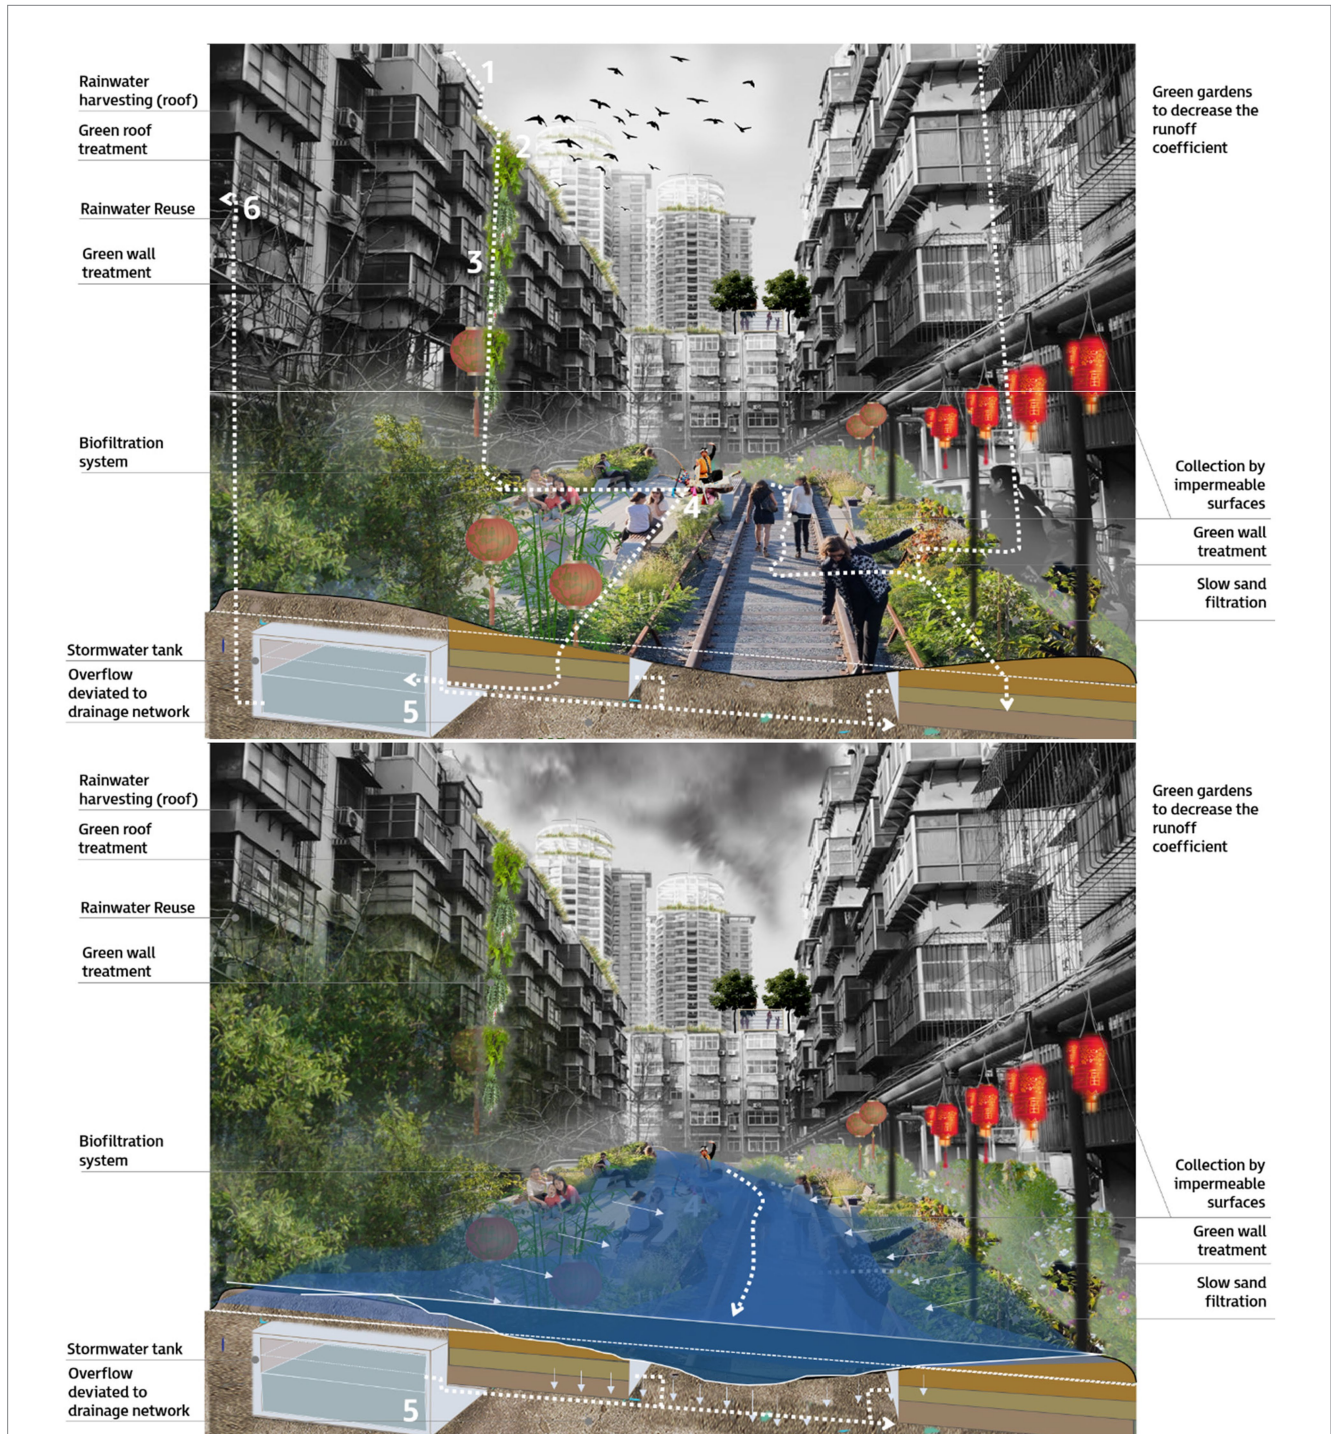 Rainwater
harvesting (roof)
Green roof
treatment
Rainwater Reuse
Green wall
treatment
Biofiltration
system
Stormwater tank
Overflow
deviated to
drainage network
1
2
3
4
5
6
Green gardens
to decrease the
runoff
coefficient
Collection by
impermeable
surfaces
Green wall
treatment
Slow sand
filtration
Rainwater
harvesting (roof)
Green roof
treatment
Rainwater Reuse
Green wall
treatment
Biofiltration
system
Stormwater tank
Overflow
deviated to
drainage network
4
5
Green gardens
to decrease the
runoff
coefficient
Collection by
impermeable
surfaces
Green wall
treatment
Slow sand
filtration